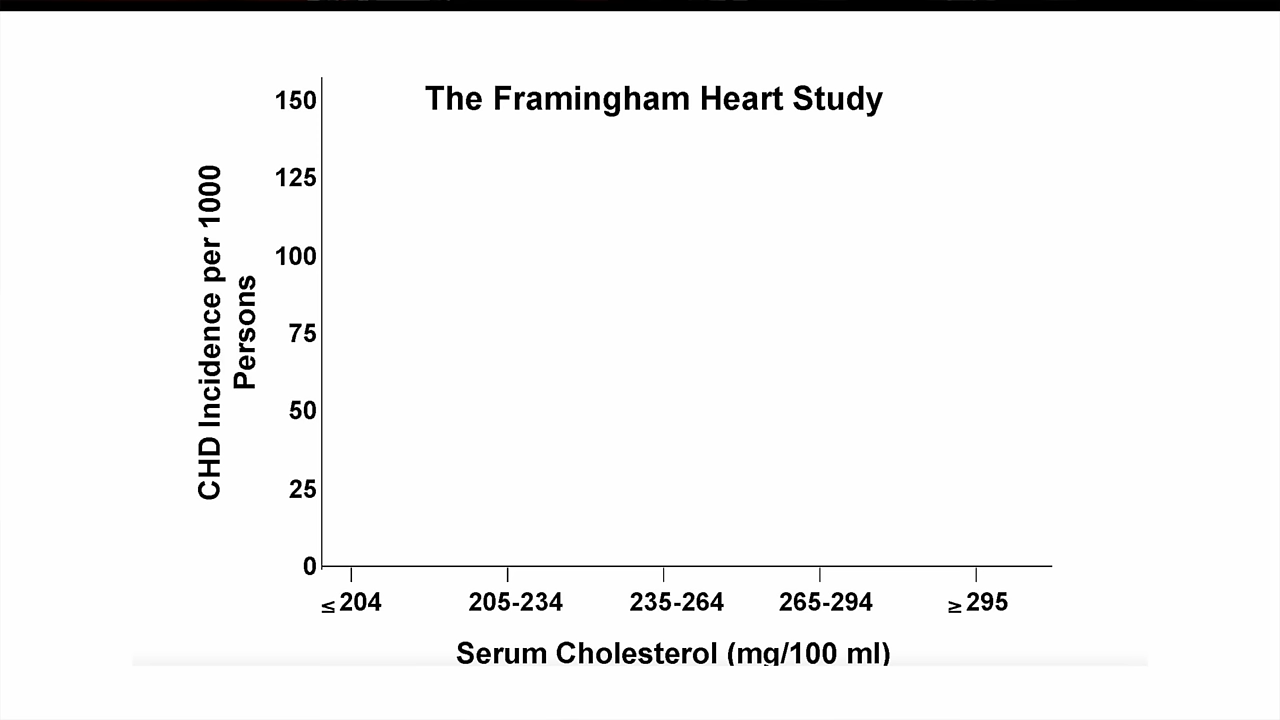 The Framingham Heart Study
150
125
100
75
50
25
0
CHD Incidence per 1000
Persons
≤204 205-234 235-264 265-294 ≥295
Serum Cholesterol (mg/100 ml)